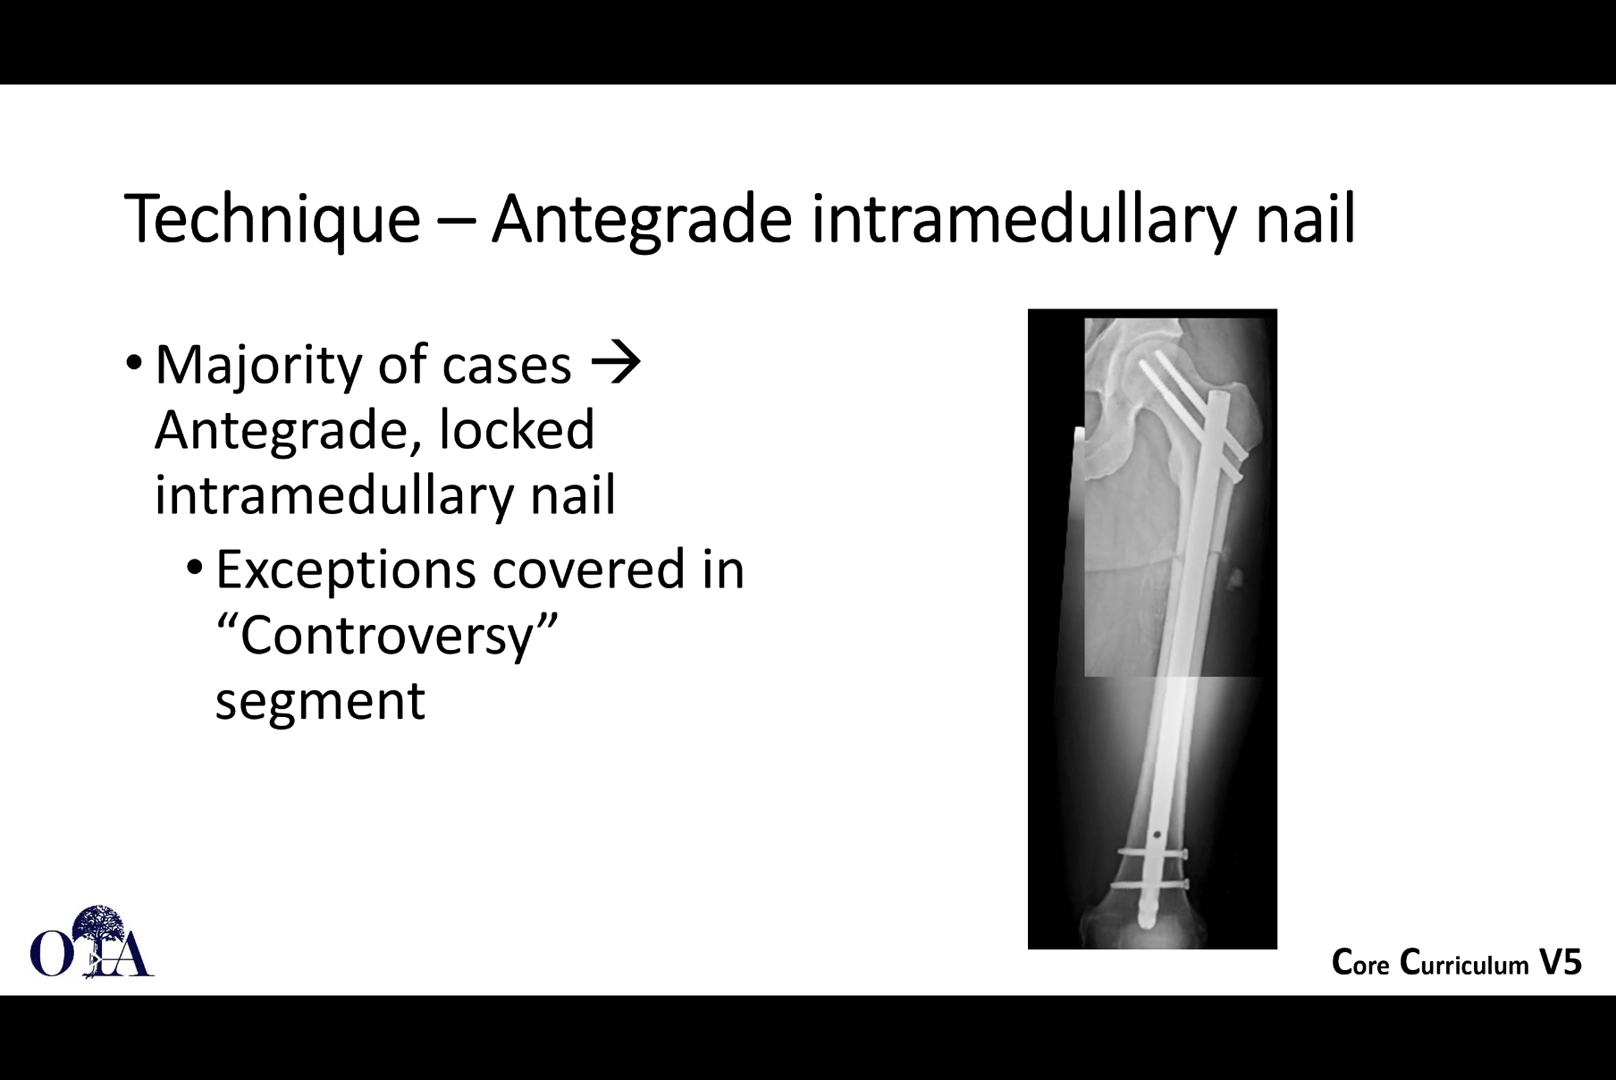 Technique – Antegrade intramedullary nail
• Majority of cases →
Antegrade, locked
intramedullary nail
• Exceptions covered in
“Controversy”
segment
OTA
Core Curriculum V5